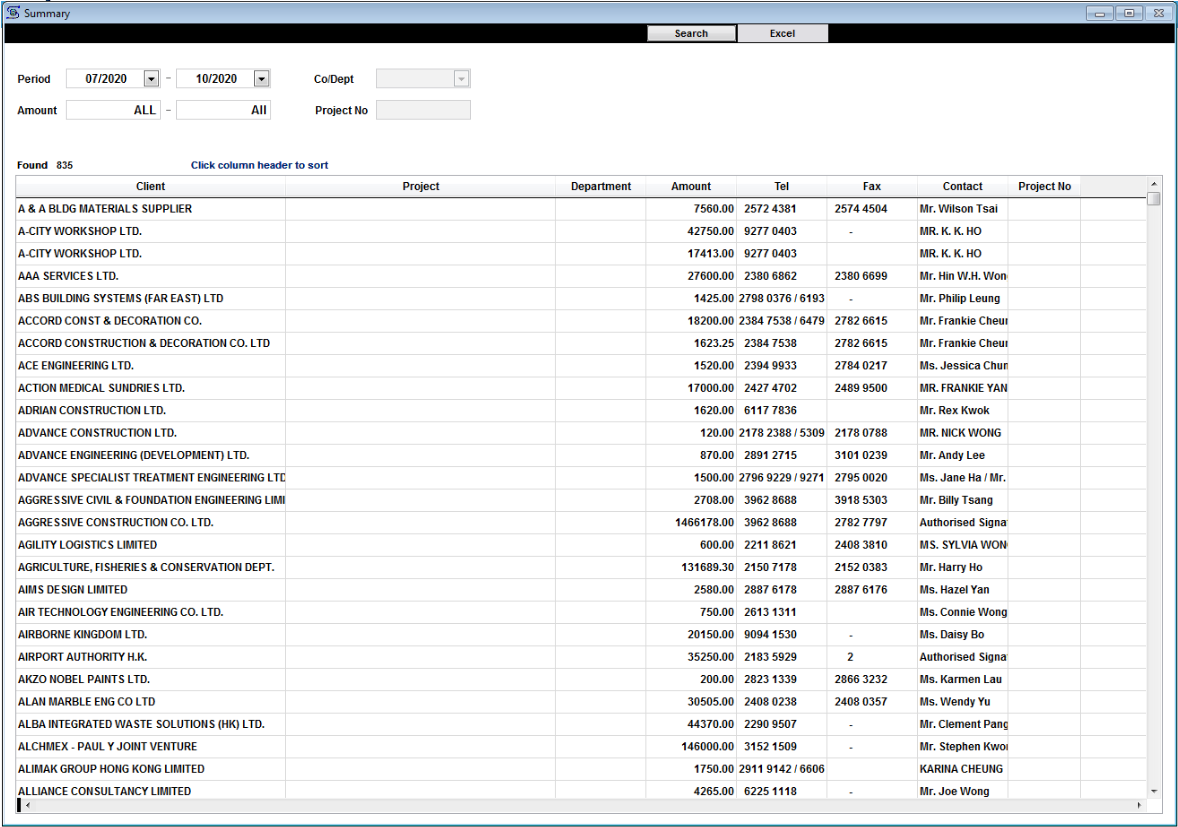 Summary
Search Excel
Period 07/2020 - 10/2020 Co/Dept
Amount ALL - All Project No
Found 835 Click column header to sort
Client Project Department Amount Tel Fax Contact Project No
A & A BLDG MATERIALS SUPPLIER 7560.00 2572 4381 2574 4504 Mr. Wilson Tsai
A-CITY WORKSHOP LTD. 42750.00 9277 0403 - MR. K. K. HO
A-CITY WORKSHOP LTD. 17413.00 9277 0403 MR. K. K. HO
AAA SERVICES LTD. 27600.00 2380 6862 2380 6699 Mr. Hin W.H. Won
ABS BUILDING SYSTEMS (FAR EAST) LTD 1425.00 2798 0376 / 6193 - Mr. Philip Leung
ACCORD CONST & DECORATION CO. 18200.00 2384 7538 / 6479 2782 6615 Mr. Frankie Cheun
ACCORD CONSTRUCTION & DECORATION CO. LTD 1623.25 2384 7538 2782 6615 Mr. Frankie Cheun
ACE ENGINEERING LTD. 1520.00 2394 9933 2784 0217 Ms. Jessica Chun
ACTION MEDICAL SUNDRIES LTD. 17000.00 2427 4702 2489 9500 MR. FRANKIE YAN
ADRIAN CONSTRUCTION LTD. 1620.00 6117 7836 Mr. Rex Kwok
ADVANCE CONSTRUCTION LTD. 120.00 2178 2388 / 5309 2178 0788 MR. NICK WONG
ADVANCE ENGINEERING (DEVELOPMENT) LTD. 870.00 2891 2715 3101 0239 Mr. Andy Lee
ADVANCE SPECIALIST TREATMENT ENGINEERING LTD 1500.00 2796 9229 / 9271 2795 0020 Ms. Jane Ha / Mr.
AGGRESSIVE CIVIL & FOUNDATION ENGINEERING LIMI 2708.00 3962 8688 3918 5303 Mr. Billy Tsang
AGGRESSIVE CONSTRUCTION CO. LTD. 1466178.00 3962 8688 2782 7797 Authorised Signa
AGILITY LOGISTICS LIMITED 600.00 2211 8621 2408 3810 MS. SYLVIA WON
AGRICULTURE, FISHERIES & CONSERVATION DEPT. 131689.30 2150 7178 2152 0383 Mr. Harry Ho
AIMS DESIGN LIMITED 2580.00 2887 6178 2887 6176 Ms. Hazel Yan
AIR TECHNOLOGY ENGINEERING CO. LTD. 750.00 2613 1311 Ms. Connie Wong
AIRBORNE KINGDOM LTD. 20150.00 9094 1530 - Ms. Daisy Bo
AIRPORT AUTHORITY H.K. 35250.00 2183 5929 2 Authorised Signa
AKZO NOBEL PAINTS LTD. 200.00 2823 1339 2866 3232 Ms. Karmen Lau
ALAN MARBLE ENG CO LTD 30505.00 2408 0238 2408 0357 Ms. Wendy Yu
ALBA INTEGRATED WASTE SOLUTIONS (HK) LTD. 44370.00 2290 9507 - Mr. Clement Pang
ALCHMEX - PAUL Y JOINT VENTURE 146000.00 3152 1509 - Mr. Stephen Kwo
ALIMAK GROUP HONG KONG LIMITED 1750.00 2911 9142 / 6606 KARINA CHEUNG
ALLIANCE CONSULTANCY LIMITED 4265.00 6225 1118 - Mr. Joe Wong